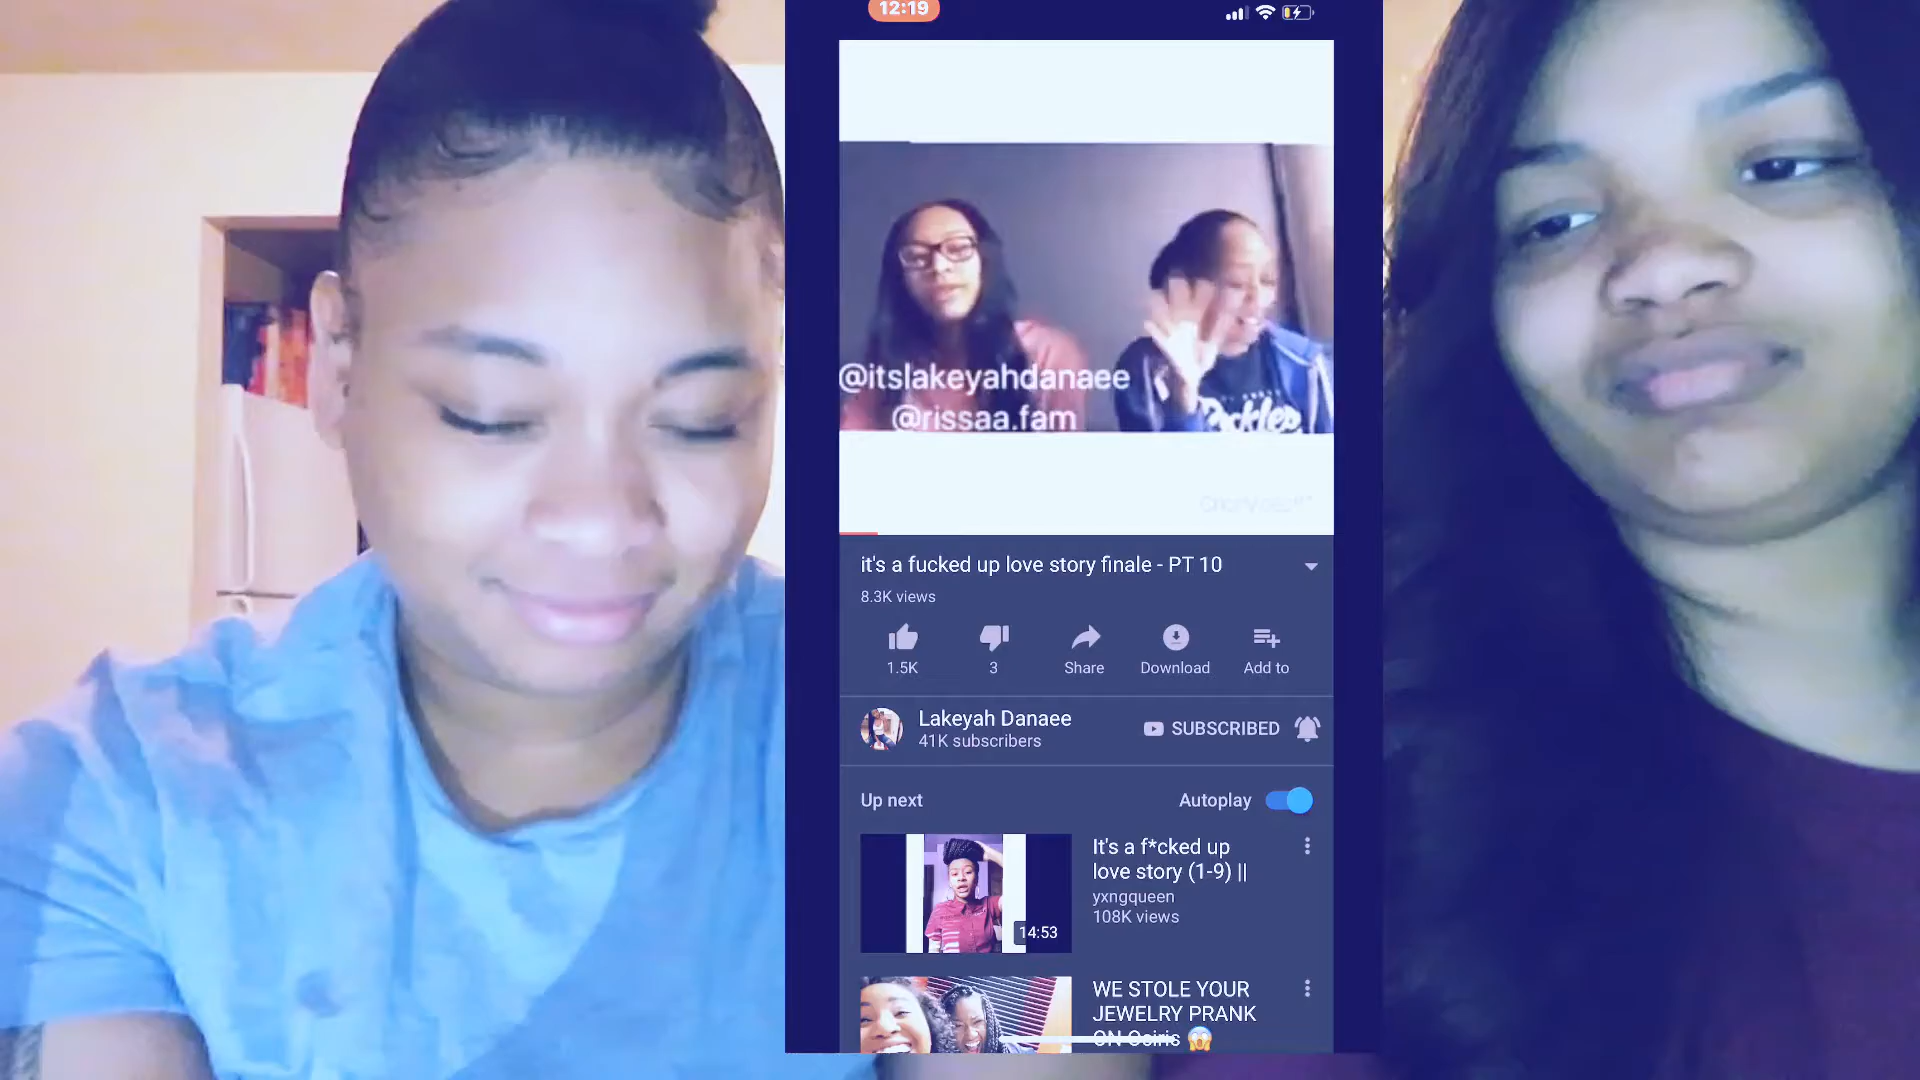 12:19
@itslakeyahdanaee
@rissaa.fam
it's a fucked up love story finale - PT 10
8.3K views
1.5K
3
Share
Download
Add to
Lakeyah Danaee
41K subscribers
SUBSCRIBED
Up next
Autoplay
It's a f*cked up
love story (1-9) ||
yxngqueen
108K views
14:53
WE STOLE YOUR
JEWELRY PRANK
ON Osiris 😱